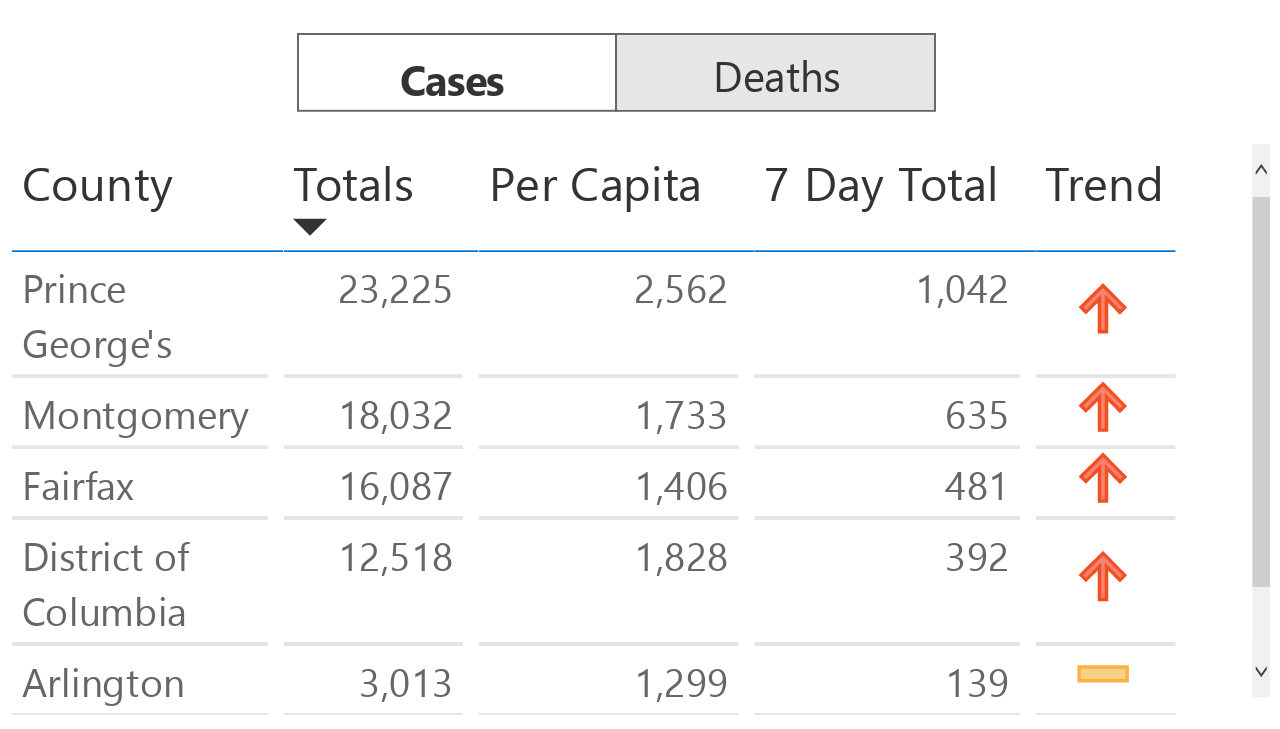 Cases Deaths
County Totals Per Capita 7 Day Total Trend
Prince 23,225 2,562 1,042
George's
Montgomery 18,032 1,733 635
Fairfax 16,087 1,406 481
District of 12,518 1,828 392
Columbia
Arlington 3,013 1,299 139